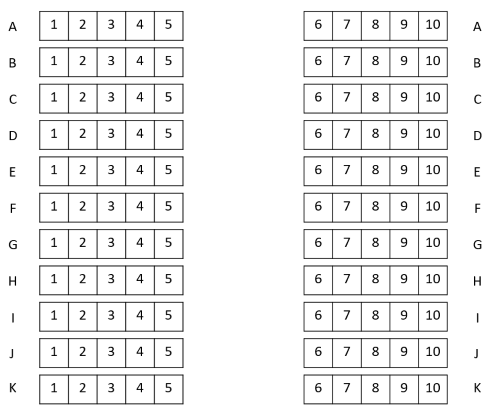 A 1 2 3 4 5 6 7 8 9 10 A
B 1 2 3 4 5 6 7 8 9 10 B
C 1 2 3 4 5 6 7 8 9 10 C
D 1 2 3 4 5 6 7 8 9 10 D
E 1 2 3 4 5 6 7 8 9 10 E
F 1 2 3 4 5 6 7 8 9 10 F
G 1 2 3 4 5 6 7 8 9 10 G
H 1 2 3 4 5 6 7 8 9 10 H
I 1 2 3 4 5 6 7 8 9 10 I
J 1 2 3 4 5 6 7 8 9 10 J
K 1 2 3 4 5 6 7 8 9 10 K